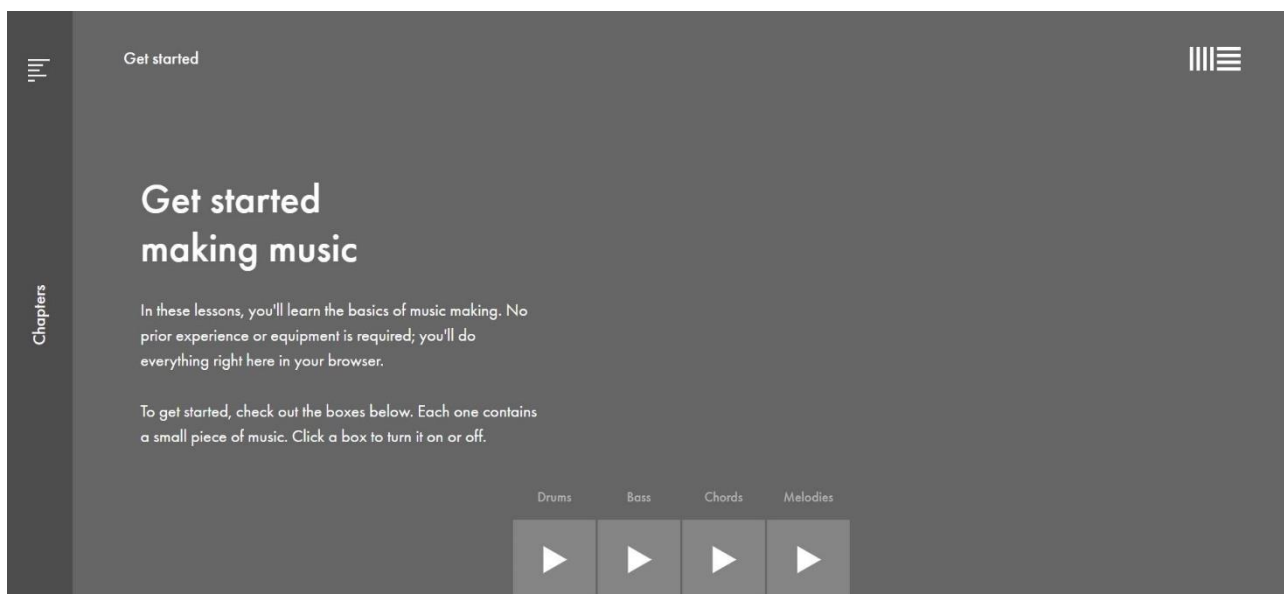 Get started
Get started
making music
Chapters
In these lessons, you'll learn the basics of music making. No
prior experience or equipment is required; you'll do
everything right here in your browser.
To get started, check out the boxes below. Each one contains
a small piece of music. Click a box to turn it on or off.
Drums Bass Chords Melodies